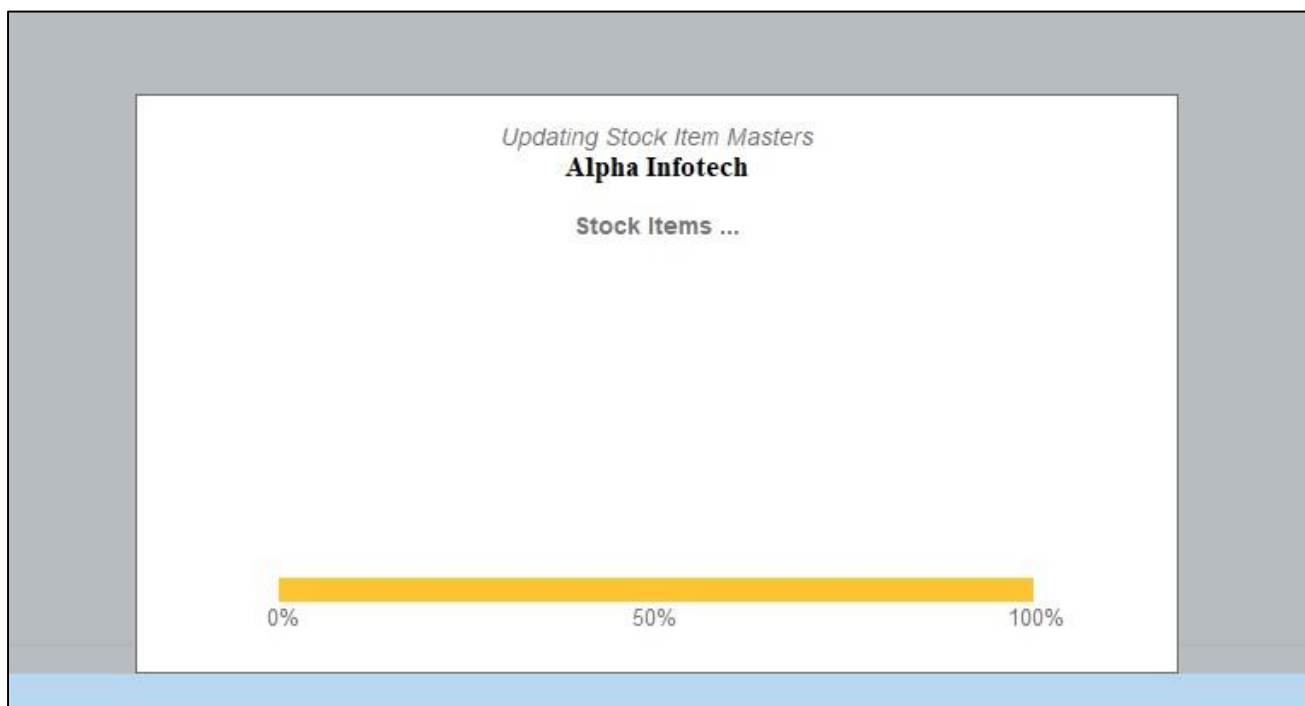 Updating Stock Item Masters
Alpha Infotech
Stock Items ...
0% 50% 100%